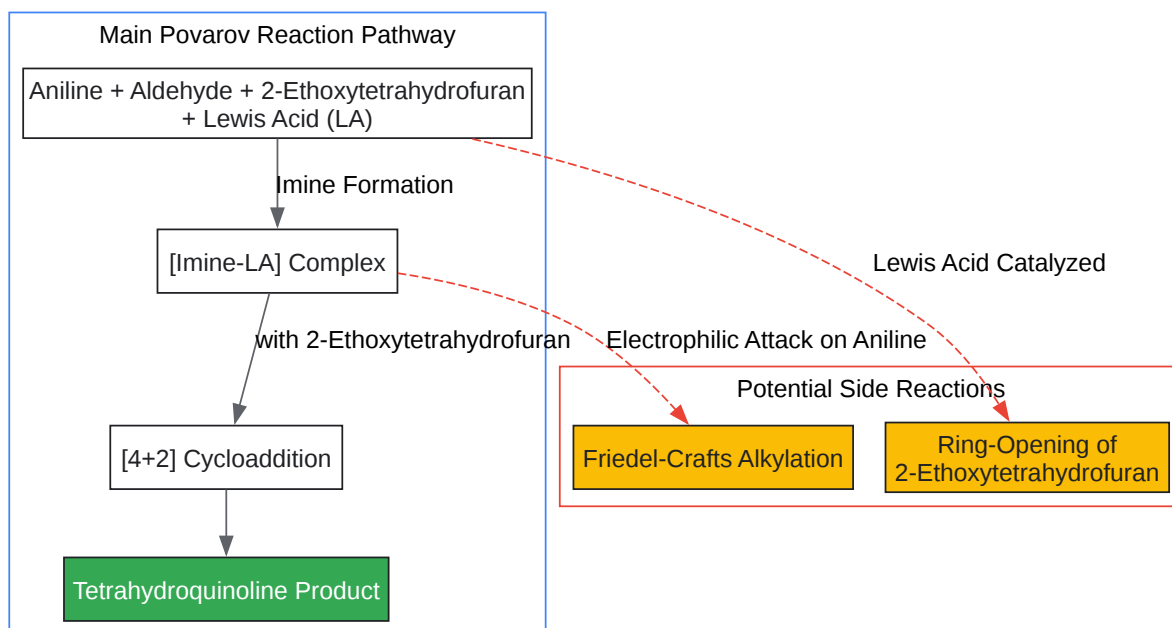 Main Povarov Reaction Pathway
Aniline + Aldehyde + 2-Ethoxytetrahydrofuran
+ Lewis Acid (LA)
Imine Formation
[Imine-LA] Complex
Lewis Acid Catalyzed
with 2-Ethoxytetrahydrofuran
Electrophilic Attack on Aniline
Potential Side Reactions
[4+2] Cycloaddition
Friedel-Crafts Alkylation
Ring-Opening of
2-Ethoxytetrahydrofuran
Tetrahydroquinoline Product